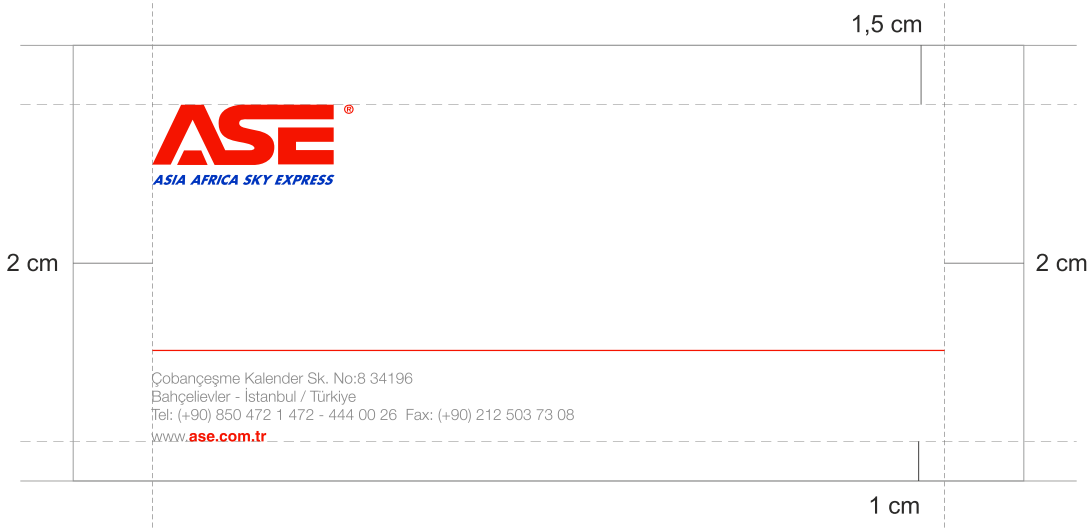 1,5 cm
ASE®
ASIA AFRICA SKY EXPRESS
2 cm
2 cm
Çobançeşme Kalender Sk. No:8 34196
Bahçelievler - İstanbul / Türkiye
Tel: (+90) 850 472 1 472 - 444 00 26 Fax: (+90) 212 503 73 08
www.ase.com.tr
1 cm